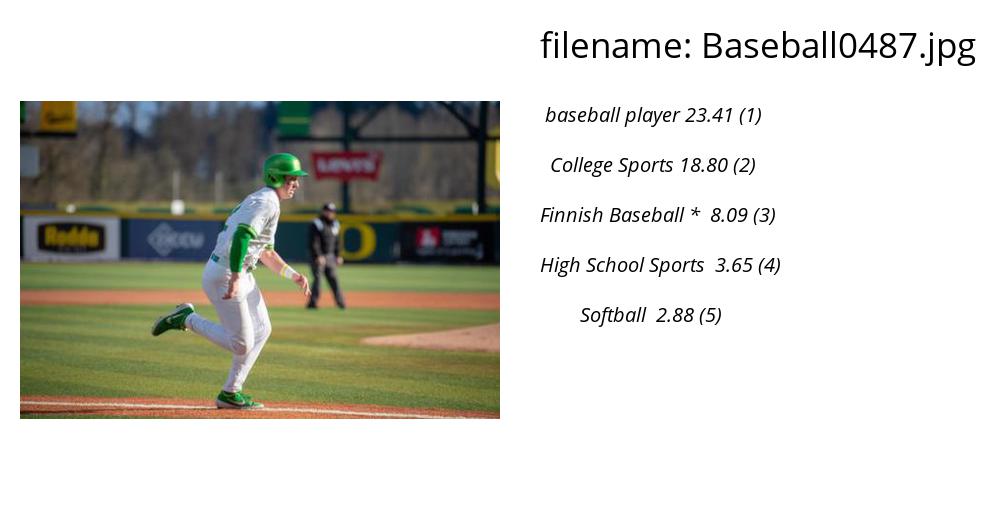 filename: Baseball0487.jpg
baseball player 23.41 (1)
College Sports 18.80 (2)
Finnish Baseball * 8.09 (3)
High School Sports 3.65 (4)
Softball 2.88 (5)
LEVI'S
Rodda
OCCU
O